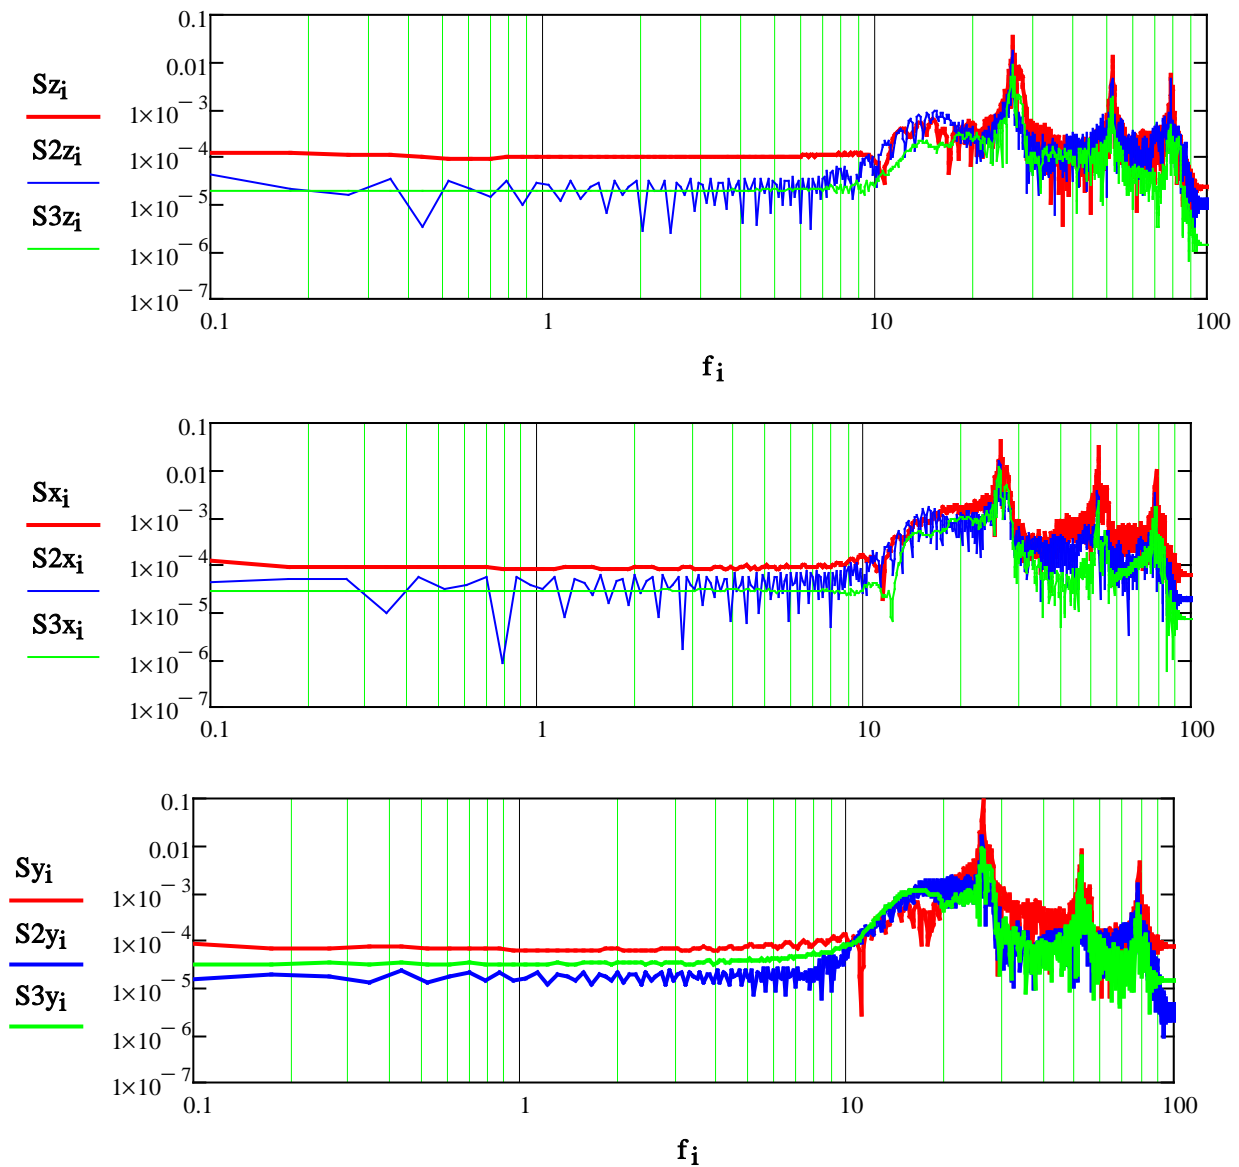 0.1
0.01
1×10⁻³
1×10⁻⁴
1×10⁻⁵
1×10⁻⁶
1×10⁻⁷
Szᵢ
S2zᵢ
S3zᵢ
0.1 1 10 100
fᵢ
0.1
0.01
1×10⁻³
1×10⁻⁴
1×10⁻⁵
1×10⁻⁶
1×10⁻⁷
Sxᵢ
S2xᵢ
S3xᵢ
0.1 1 10 100
0.1
0.01
1×10⁻³
1×10⁻⁴
1×10⁻⁵
1×10⁻⁶
1×10⁻⁷
Syᵢ
S2yᵢ
S3yᵢ
0.1 1 10 100
fᵢ